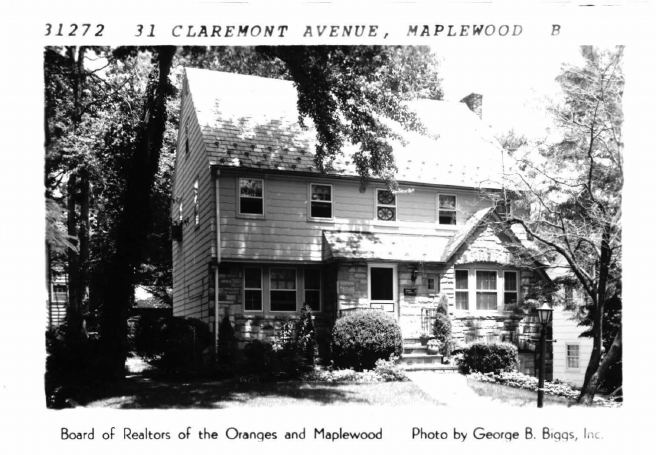 31272 31 CLAREMONT AVENUE, MAPLEWOOD B
Board of Realtors of the Oranges and Maplewood Photo by George B. Biggs, Inc.